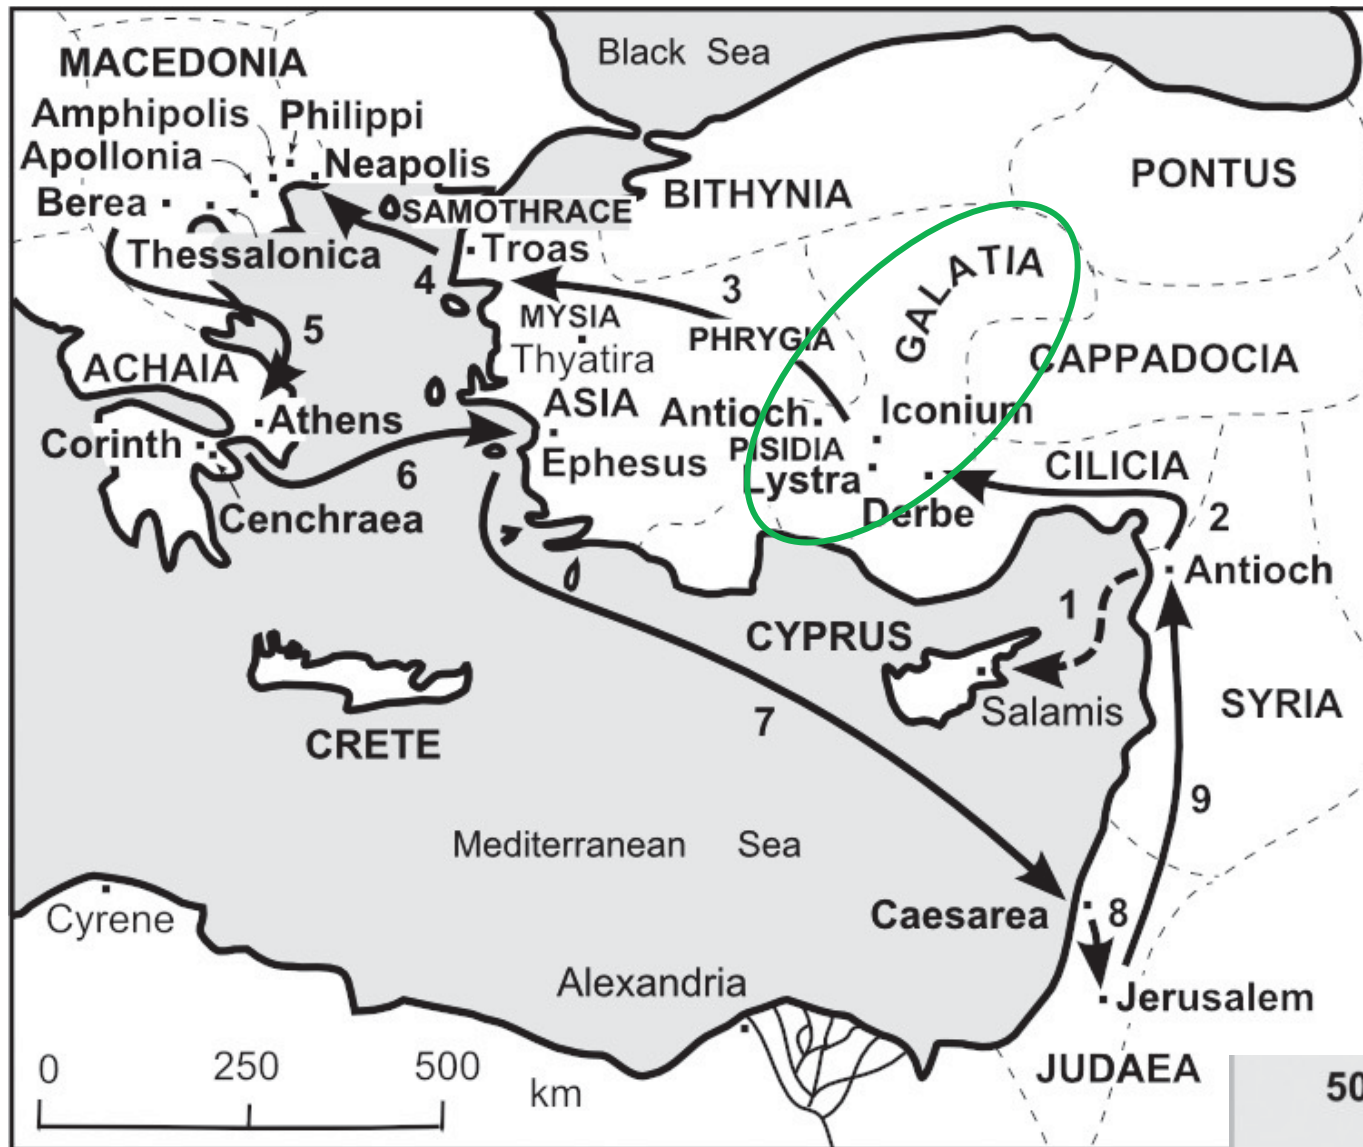 Black Sea
MACEDONIA
Amphipolis
Philippi
Apollonia
Neapolis
Berea
SAMOTHRACE
BITHYNIA
PONTUS
Thessalonica
Troas
GALATIA
4
3
MYSIA
PHRYGIA
5
Thyatira
ACHAIA
CAPPADOCIA
ASIA
Antioch
Iconium
Athens
Corinth
PISIDIA
Ephesus
CILICIA
6
Lystra
Cenchraea
Derbe
2
Antioch
1
CYPRUS
Salamis
SYRIA
7
CRETE
9
Mediterranean Sea
Cyrene
Caesarea
8
Alexandria
Jerusalem
JUDAEA
0 250 500
km
50